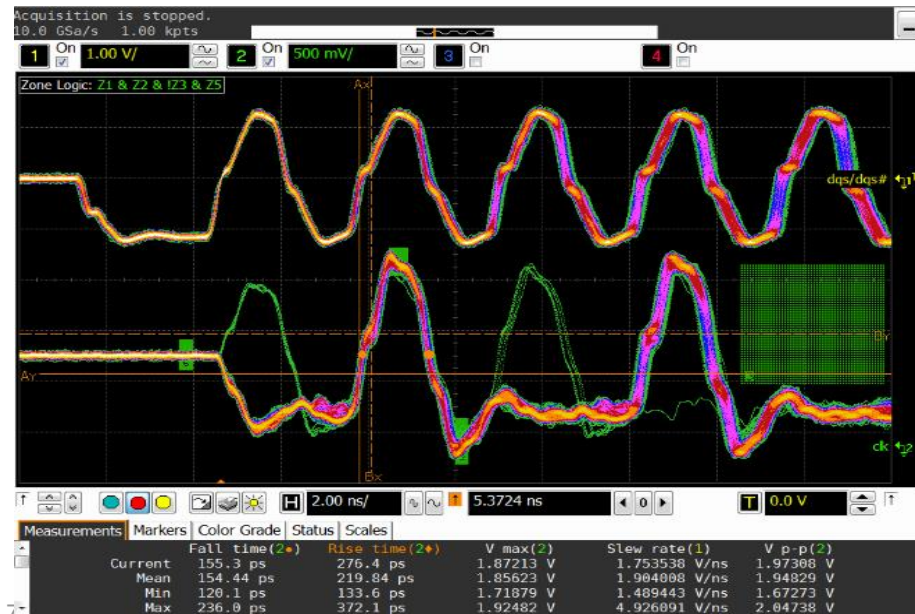 Acquisition is stopped.
10.0 GSa/s 1.00 kpts
1 On 1.00 V/ 2 On 500 mV/ 3 On 4 On
Zone Logic: Z1 & Z2 & !Z3 & Z5
Ax
dqs/dqs# 1
By
Ay
clk 2
Bx
H 2.00 ns/ 5.3724 ns 0 T 0.0 V
Measurements Markers Color Grade Status Scales
Fall time(2) Rise time(2) V max(2) Slew rate(1) V p-p(2)
Current 155.3 ps 276.4 ps 1.87213 V 1.753538 V/ns 1.97308 V
Mean 154.44 ps 219.84 ps 1.85623 V 1.904008 V/ns 1.94829 V
Min 120.1 ps 133.6 ps 1.71879 V 1.489443 V/ns 1.67273 V
Max 236.0 ps 372.1 ps 1.92482 V 4.926091 V/ns 2.04738 V